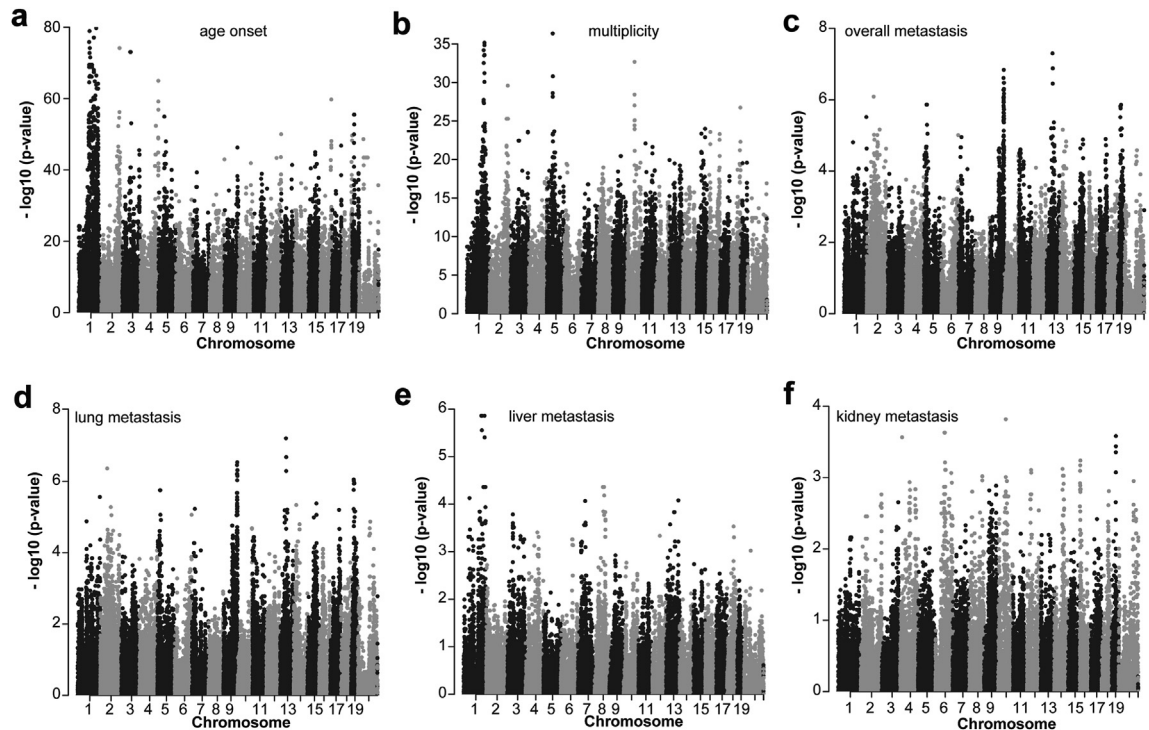 a
age onset
80
60
40
20
0
- log10 (p-value)
1 2 3 4 5 6 7 8 9 11 13 15 17 19
Chromosome
b
multiplicity
35
30
25
20
15
10
5
0
- log10 (p-value)
1 2 3 4 5 6 7 8 9 11 13 15 17 19
Chromosome
c
overall metastasis
8
6
4
2
0
- log10 (p-value)
1 2 3 4 5 6 7 8 9 11 13 15 17 19
Chromosome
d
lung metastasis
8
6
4
2
0
- log10 (p-value)
1 2 3 4 5 6 7 8 9 11 13 15 17 19
Chromosome
e
liver metastasis
6
5
4
3
2
1
0
- log10 (p-value)
1 2 3 4 5 6 7 8 9 11 13 15 17 19
Chromosome
f
kidney metastasis
4
3
2
1
0
- log10 (p-value)
1 2 3 4 5 6 7 8 9 11 13 15 17 19
Chromosome